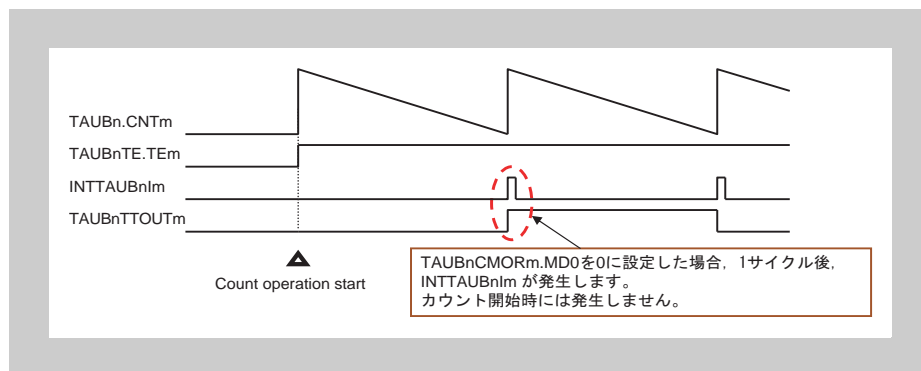 TAUBn.CNTm
TAUBnTE.TEm
INTTAUBnIm
TAUBnTTOUTm
Count operation start
TAUBnCMORm.MD0を0に設定した場合，1サイクル後，
INTTAUBnIm が発生します。
カウント開始時には発生しません。